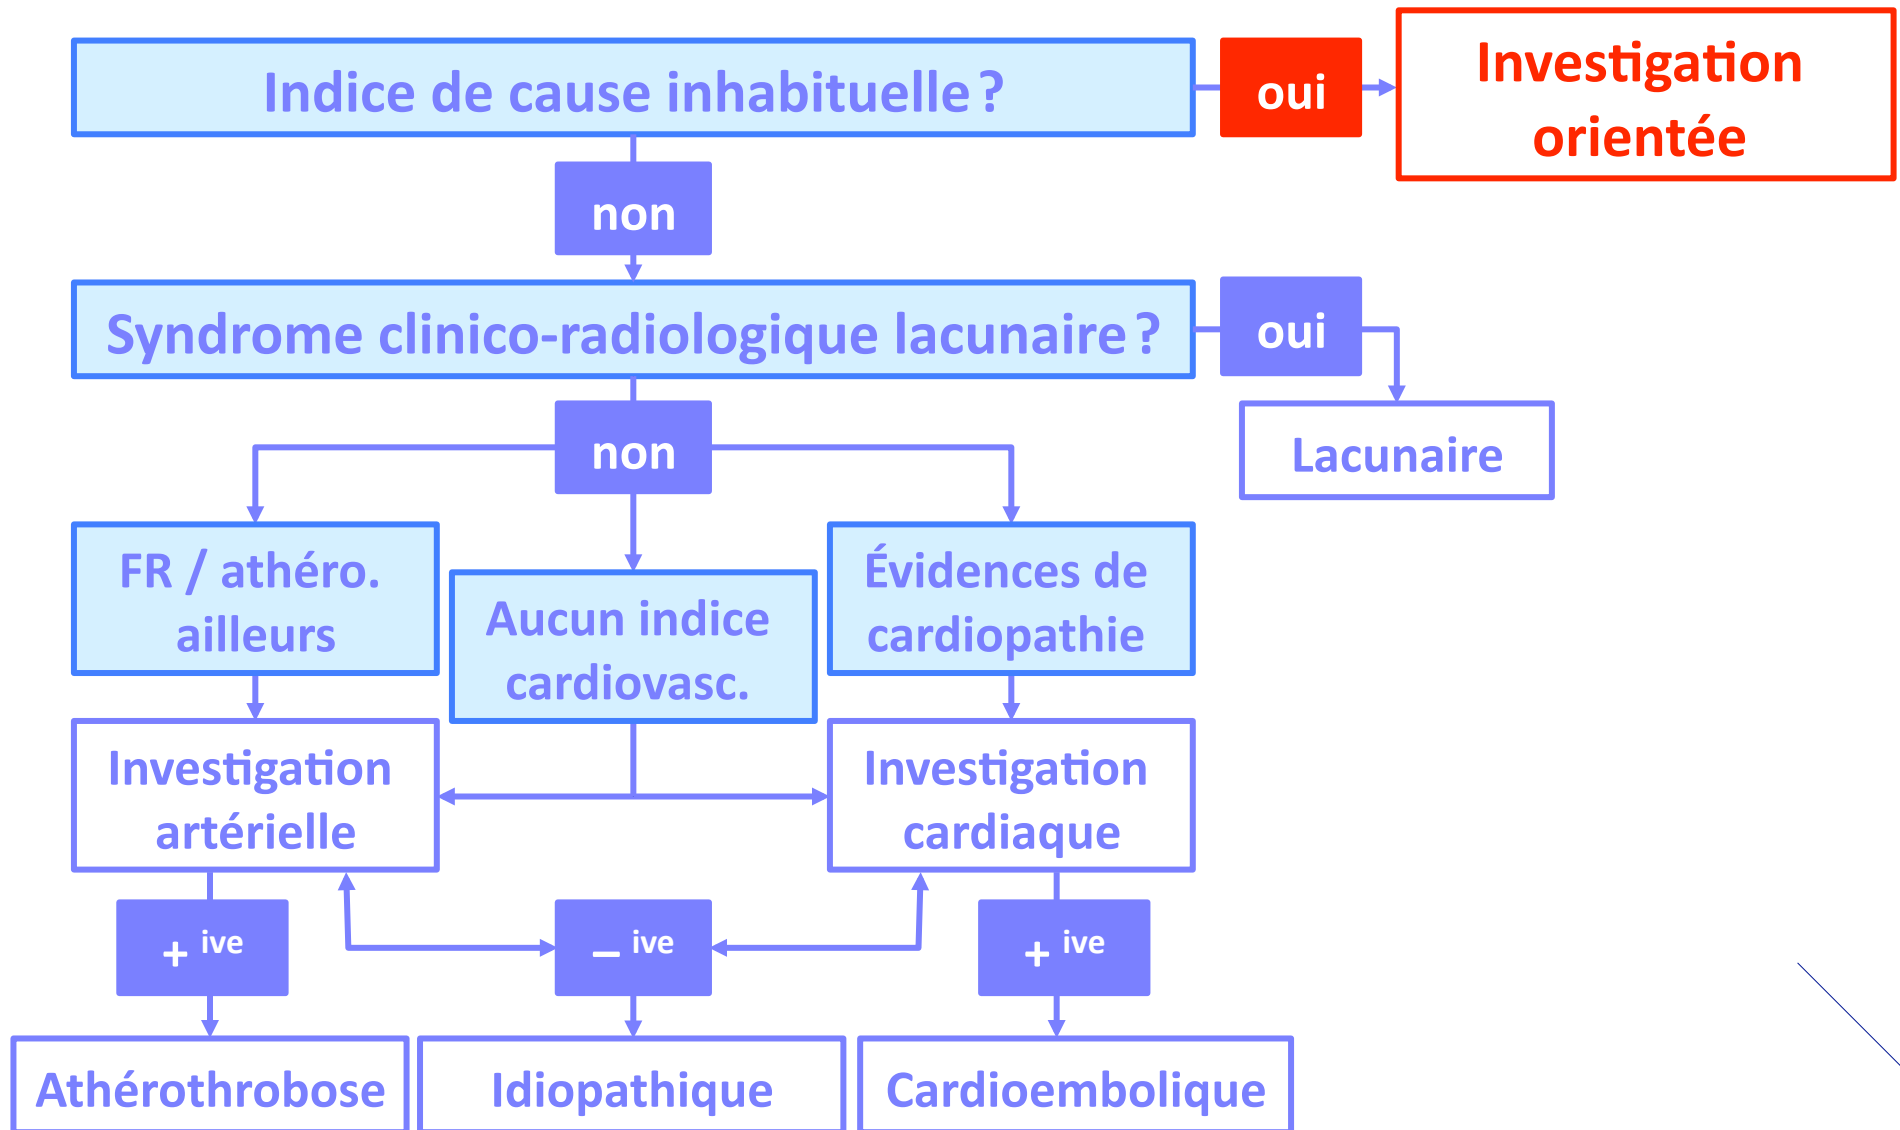 Indice de cause inhabituelle ?
oui
Investigation
orientée
non
Syndrome clinico-radiologique lacunaire ?
oui
non
Lacunaire
FR / athéro.
ailleurs
Aucun indice
cardiovasc.
Évidences de
cardiopathie
Investigation
artérielle
Investigation
cardiaque
+ ive
– ive
+ ive
Athérothrobose
Idiopathique
Cardioembolique